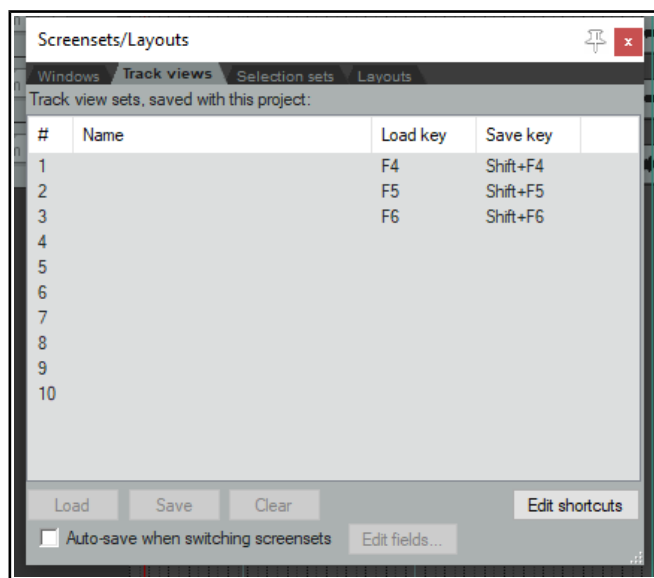 Screensets/Layouts
x
Windows Track views Selection sets Layouts
Track view sets, saved with this project:
# Name Load key Save key
1 F4 Shift+F4
2 F5 Shift+F5
3 F6 Shift+F6
4
5
6
7
8
9
10
Load Save Clear Edit shortcuts
Auto-save when switching screensets Edit fields...